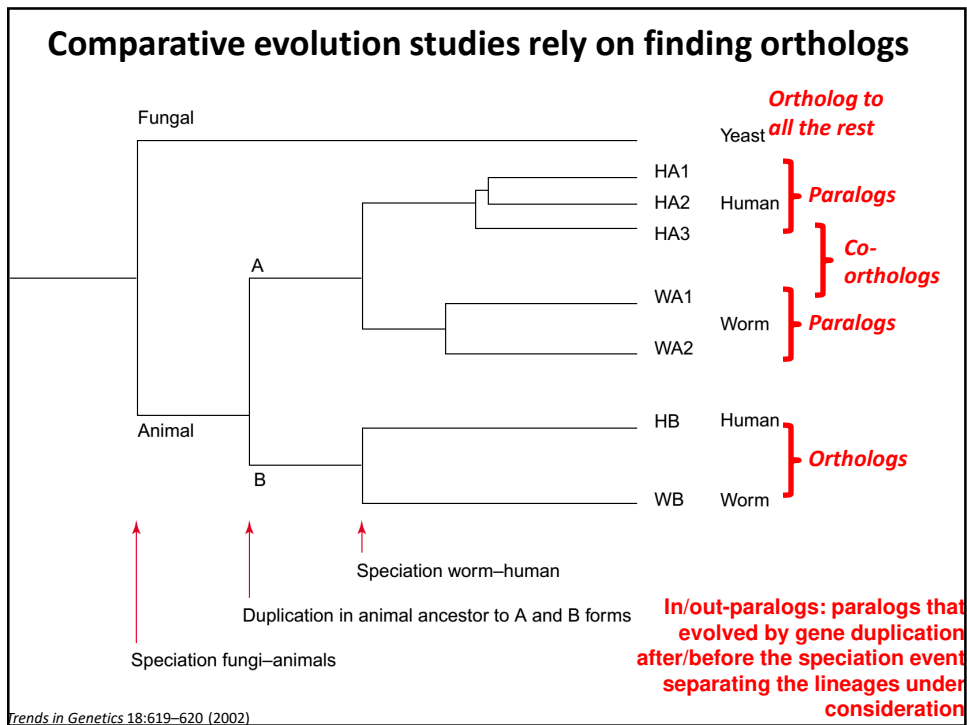 Comparative evolution studies rely on finding orthologs
Ortholog to
all the rest
Fungal
Yeast
HA1
HA2
Human
Paralogs
HA3
Co-
orthologs
A
WA1
Worm
Paralogs
WA2
Animal
HB
Human
Orthologs
B
WB
Worm
Speciation worm–human
Duplication in animal ancestor to A and B forms
Speciation fungi–animals
In/out-paralogs: paralogs that
evolved by gene duplication
after/before the speciation event
separating the lineages under
consideration
Trends in Genetics 18:619–620 (2002)